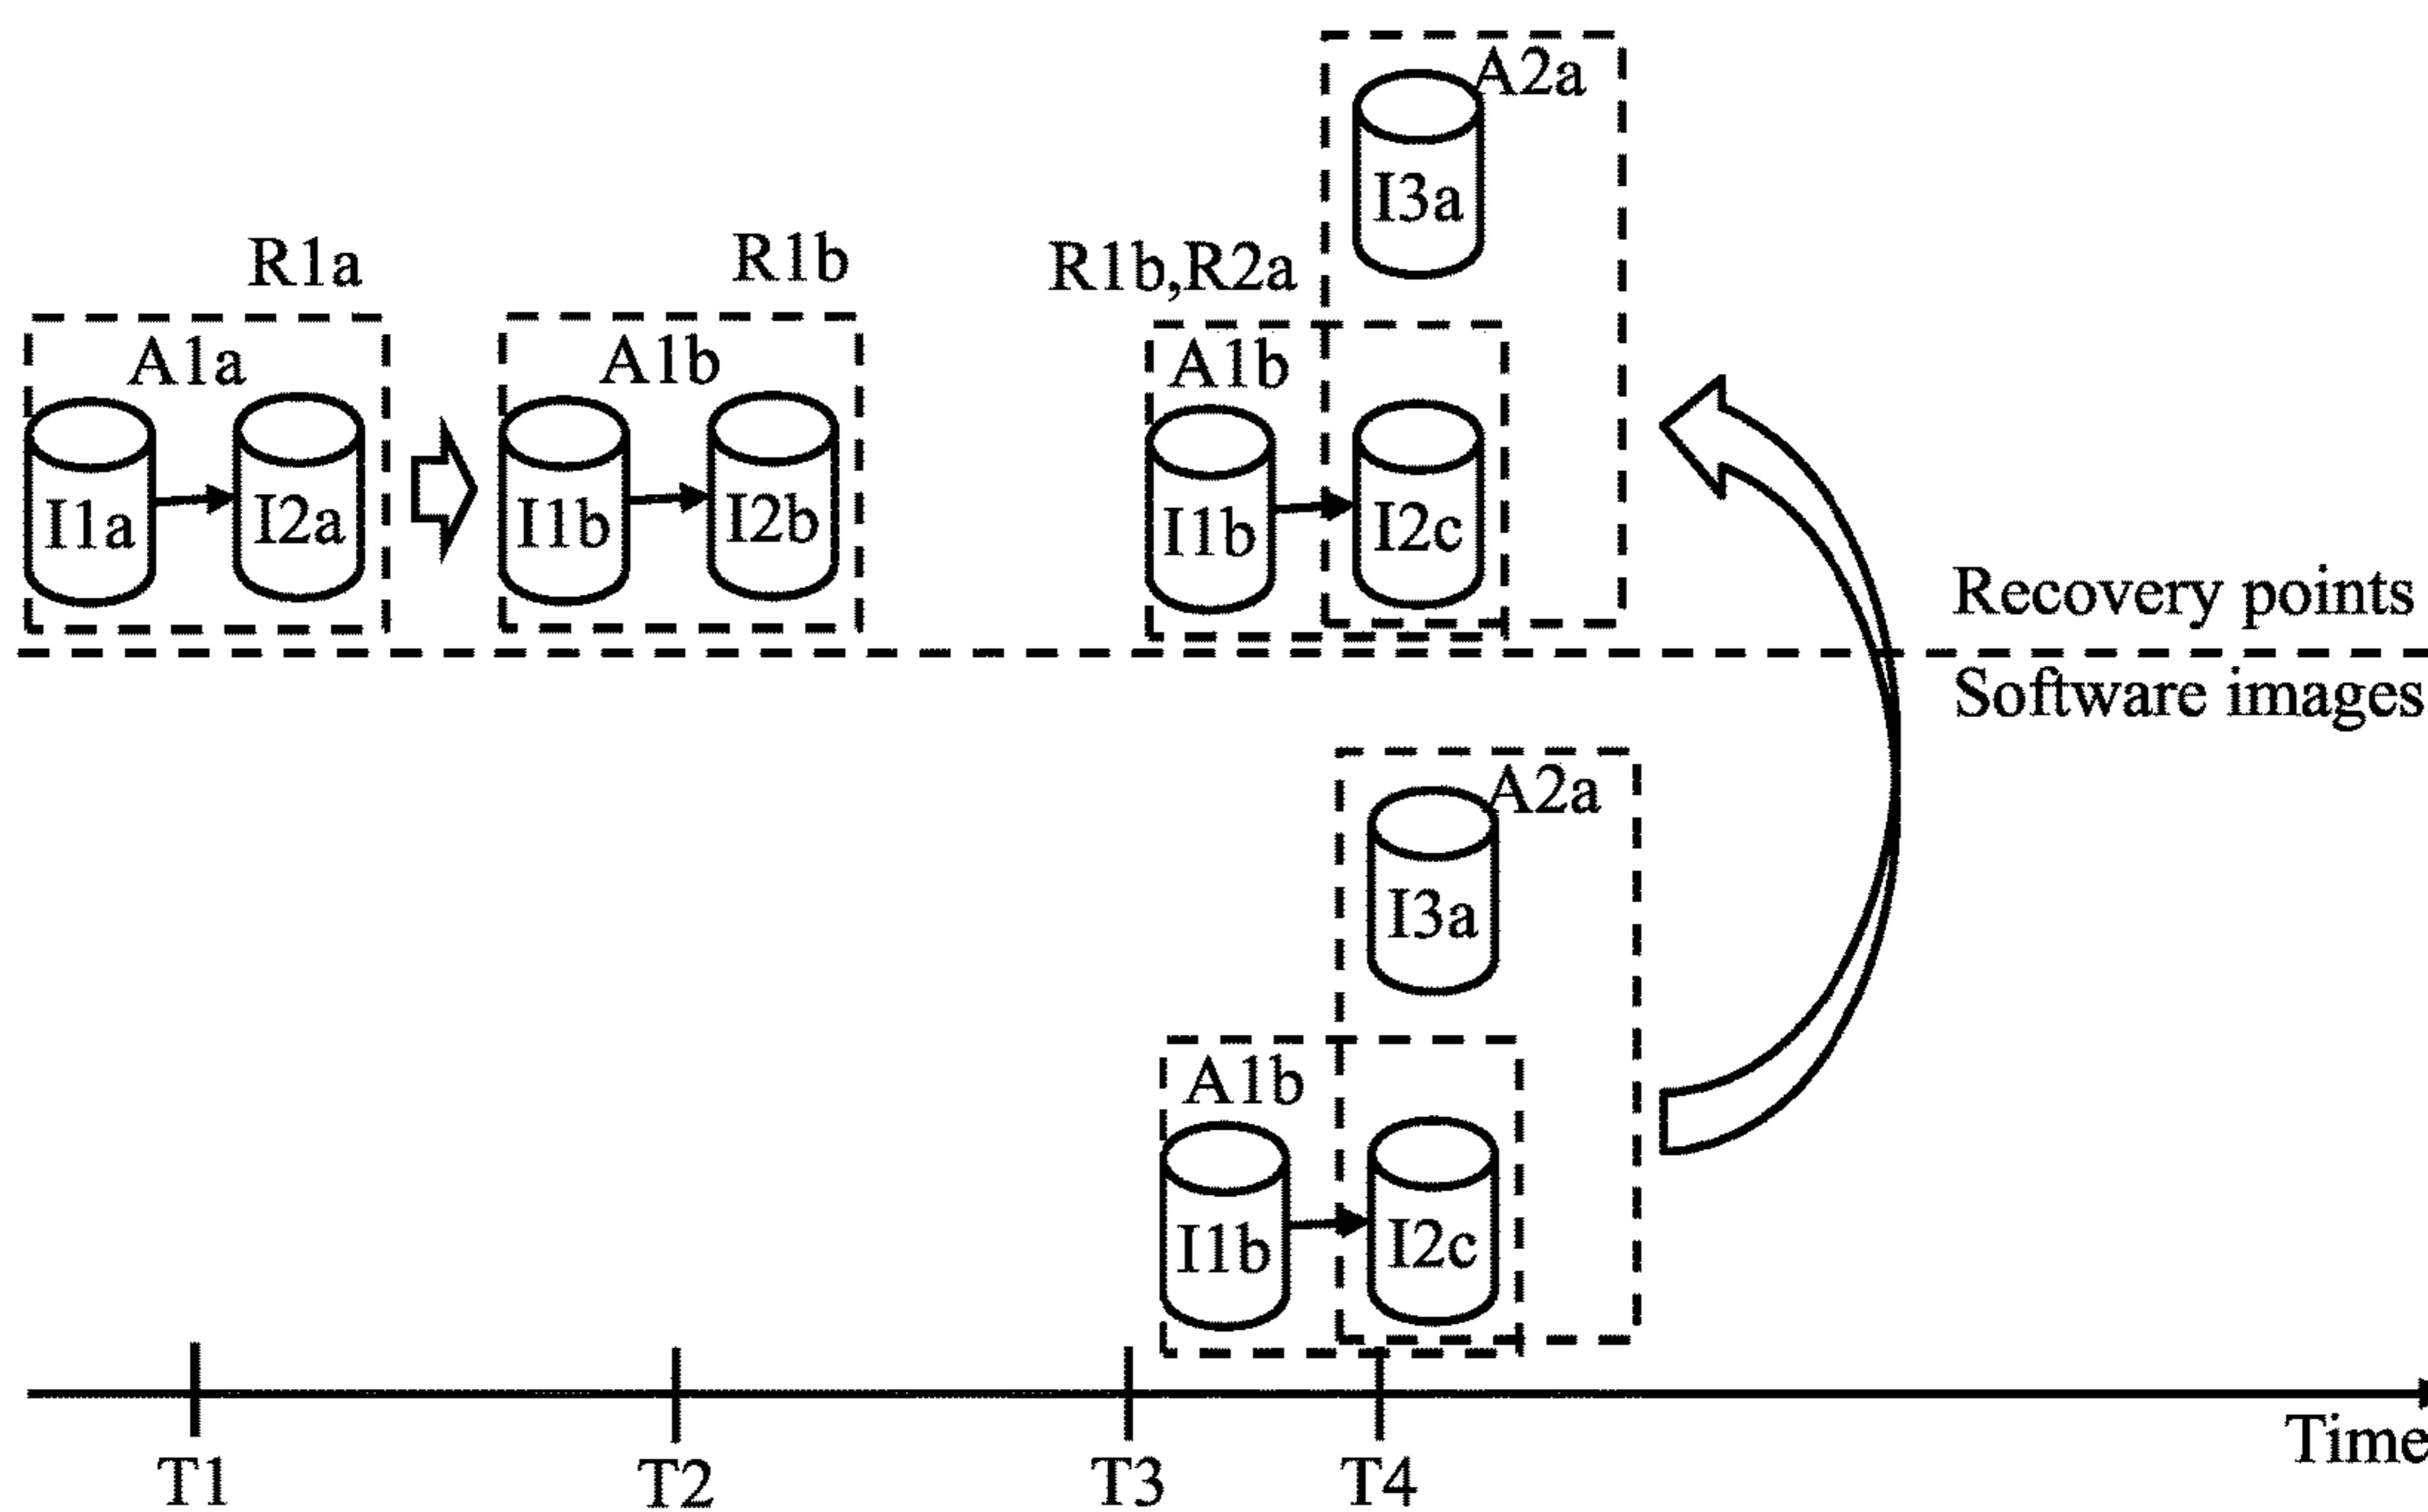 A2a
I3a
R1a
R1b
R1b,R2a
A1a
A1b
A1b
I1a
I2a
I1b
I2b
I1b
I2c
Recovery points
Software images
A2a
I3a
A1b
I1b
I2c
Time
T1
T2
T3
T4